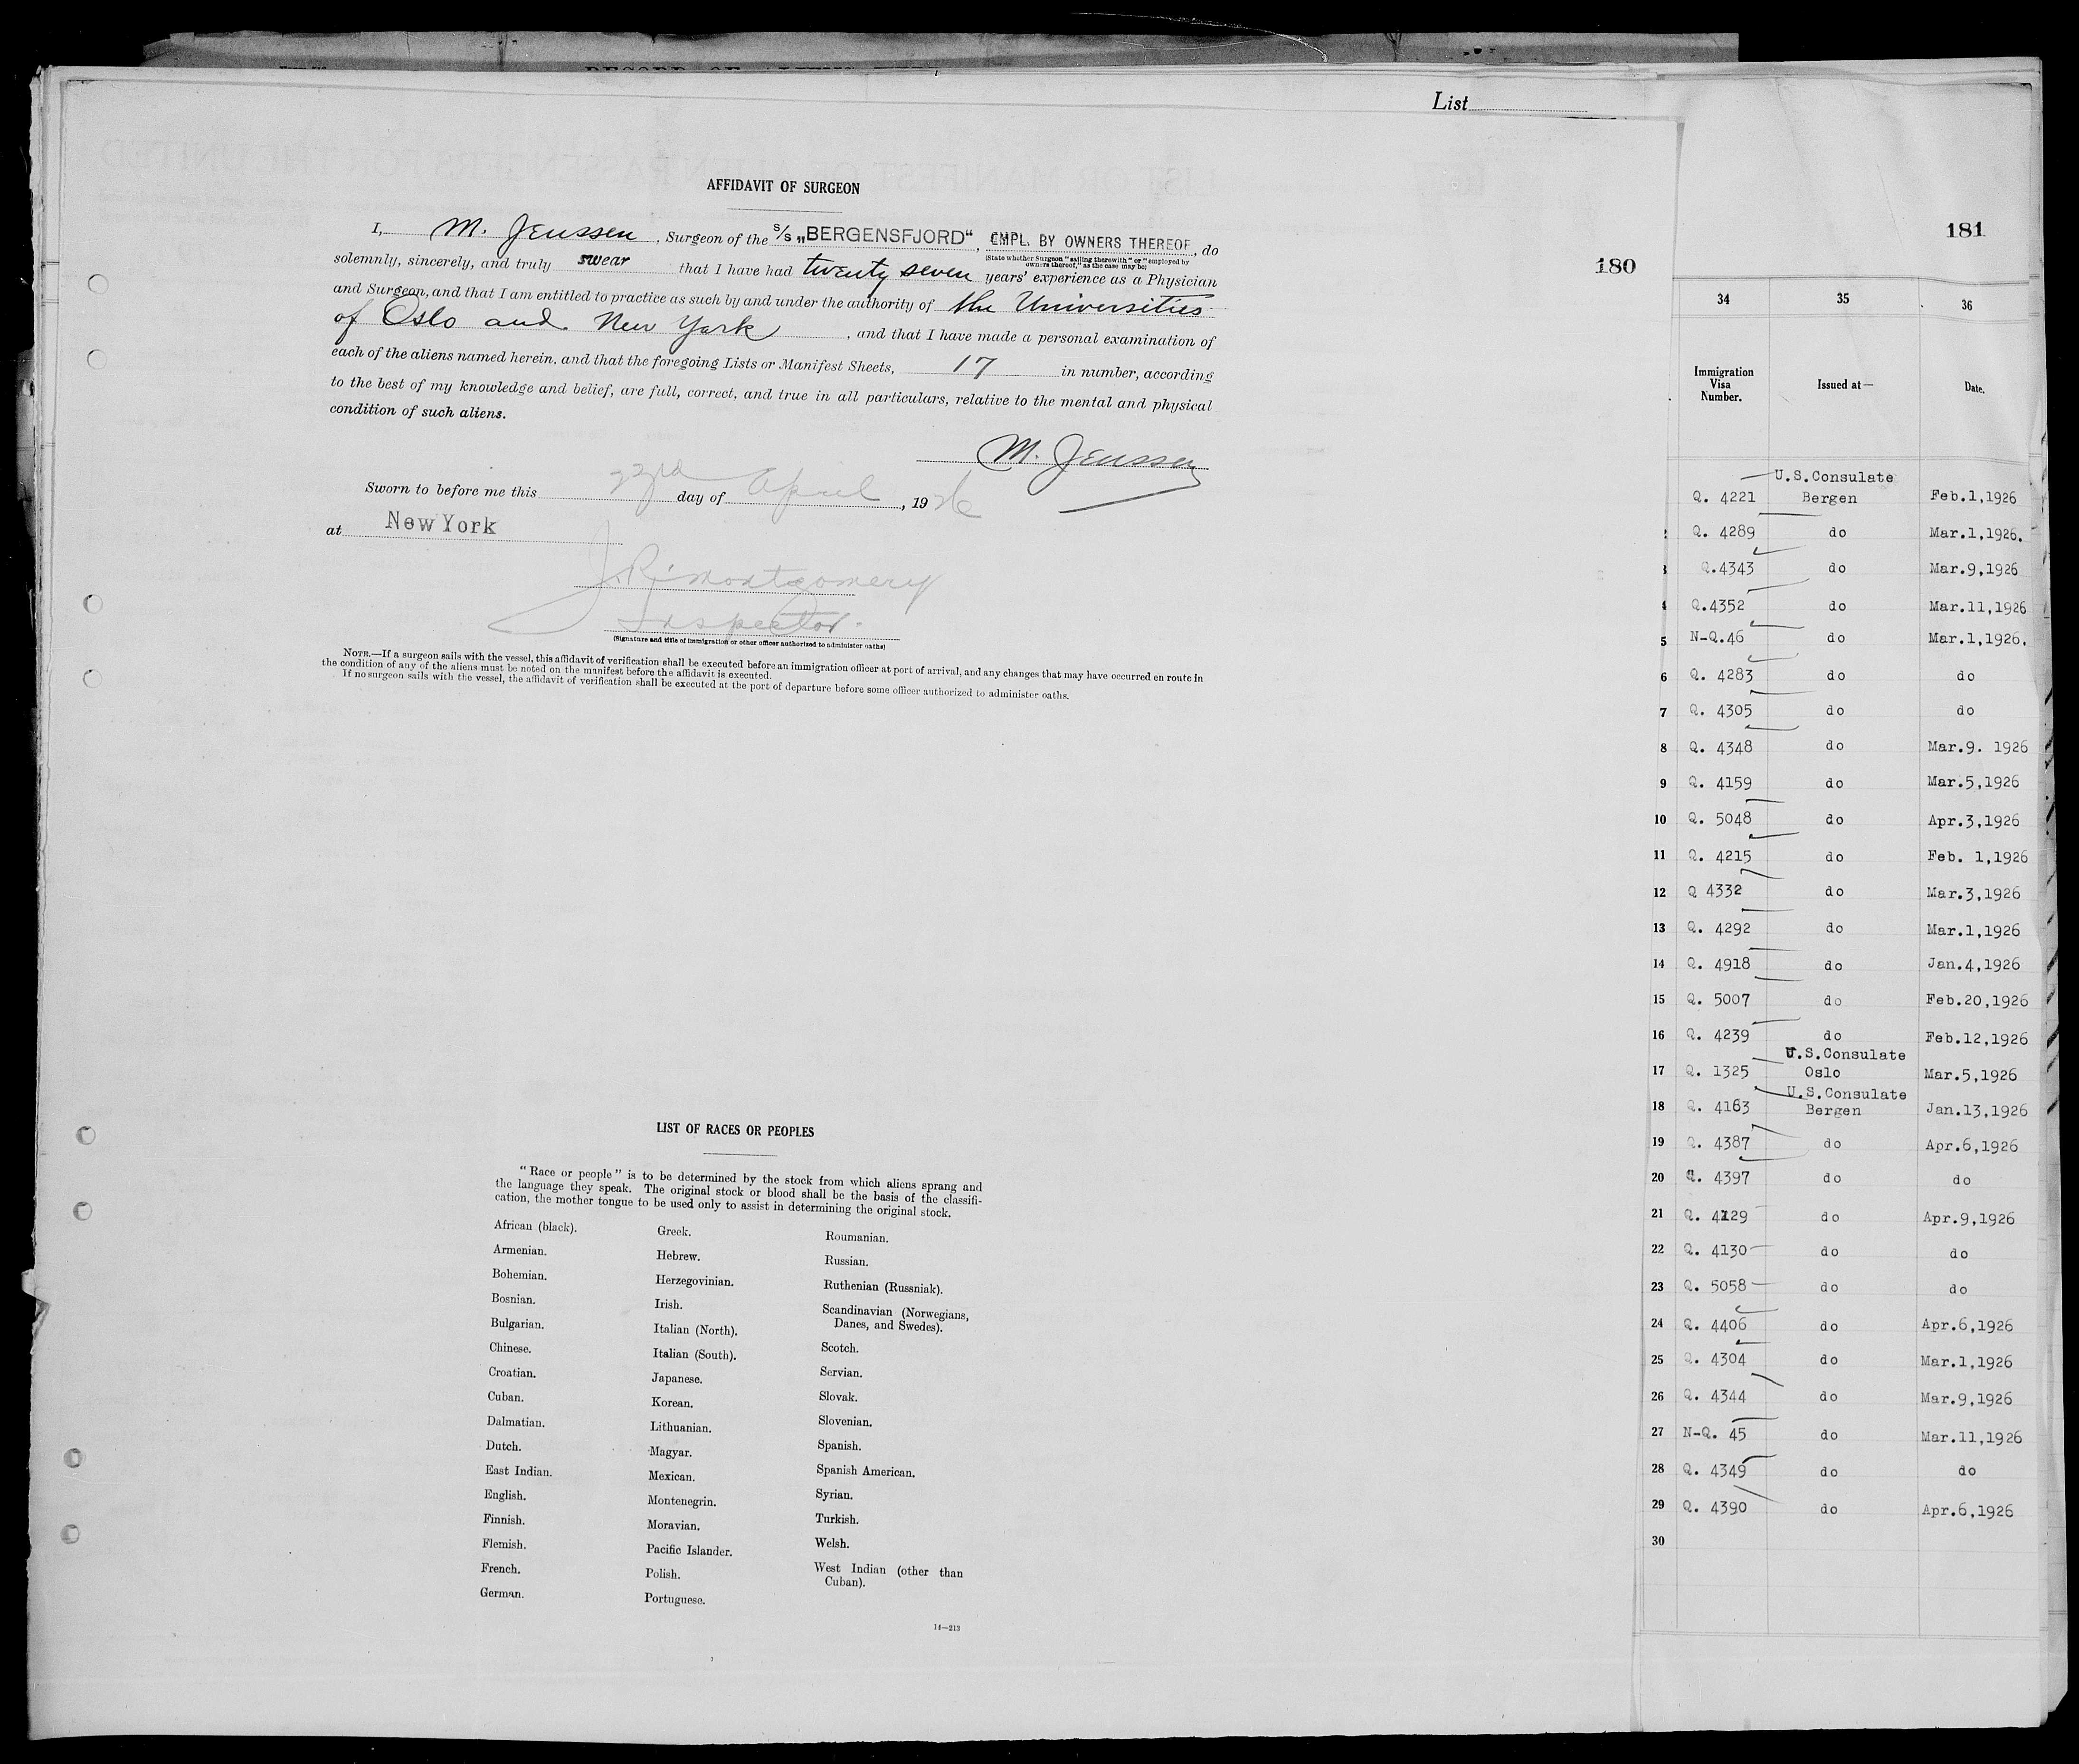 List
AFFIDAVIT OF SURGEON
I, M. Jenssen, Surgeon of the S/S „BERGENSFJORD“, EMPL. BY OWNERS THEREOF, do
(State whether Surgeon "sailing therewith" or "employed by
owners thereof," as the case may be)
solemnly, sincerely, and truly swear that I have had twenty seven years' experience as a Physician
and Surgeon, and that I am entitled to practice as such by and under the authority of the Universities
of Oslo and New York, and that I have made a personal examination of
each of the aliens named herein, and that the foregoing Lists or Manifest Sheets, 17 in number, according
to the best of my knowledge and belief, are full, correct, and true in all particulars, relative to the mental and physical
condition of such aliens.
M. Jenssen
Sworn to before me this 23rd day of April, 1926
at New York
J. R. Montgomery
Inspector.
(Signature and title of immigration or other officer authorized to administer oaths)
NOTE.—If a surgeon sails with the vessel, this affidavit of verification shall be executed before an immigration officer at port of arrival, and any changes that may have occurred en route in
the condition of any of the aliens must be noted on the manifest before the affidavit is executed.
If no surgeon sails with the vessel, the affidavit of verification shall be executed at the port of departure before some officer authorized to administer oaths.
LIST OF RACES OR PEOPLES
"Race or people" is to be determined by the stock from which aliens sprang and
the language they speak. The original stock or blood shall be the basis of the classifi-
cation, the mother tongue to be used only to assist in determining the original stock.
African (black).
Armenian.
Bohemian.
Bosnian.
Bulgarian.
Chinese.
Croatian.
Cuban.
Dalmatian.
Dutch.
East Indian.
English.
Finnish.
Flemish.
French.
German.
Greek.
Hebrew.
Herzegovinian.
Irish.
Italian (North).
Italian (South).
Japanese.
Korean.
Lithuanian.
Magyar.
Mexican.
Montenegrin.
Moravian.
Pacific Islander.
Polish.
Portuguese.
Roumanian.
Russian.
Ruthenian (Russniak).
Scandinavian (Norwegians,
Danes, and Swedes).
Scotch.
Servian.
Slovak.
Slovenian.
Spanish.
Spanish American.
Syrian.
Turkish.
Welsh.
West Indian (other than
Cuban).
14—213
180
181
34 35 36
Immigration Visa Number. Issued at— Date.
Q. 4221 U.S.Consulate Bergen Feb.1,1926
Q. 4289 do Mar.1,1926.
Q.4343 do Mar.9,1926
Q.4352 do Mar.11,1926
5 N-Q.46 do Mar.1,1926.
6 Q. 4283 do do
7 Q. 4305 do do
8 Q. 4348 do Mar.9. 1926
9 Q. 4159 do Mar.5,1926
10 Q. 5048 do Apr.3,1926
11 Q. 4215 do Feb. 1,1926
12 Q 4332 do Mar.3,1926
13 Q. 4292 do Mar.1,1926
14 Q. 4918 do Jan.4,1926
15 Q. 5007 do Feb.20,1926
16 Q. 4239 do Feb.12,1926
17 Q. 1325 U.S.Consulate Oslo Mar.5,1926
18 Q. 4163 U.S.Consulate Bergen Jan.13,1926
19 Q. 4387 do Apr.6,1926
20 Q. 4397 do do
21 Q. 4129 do Apr.9,1926
22 Q. 4130 do do
23 Q. 5058 do do
24 Q. 4406 do Apr.6,1926
25 Q. 4304 do Mar.1,1926
26 Q. 4344 do Mar.9,1926
27 N-Q. 45 do Mar.11,1926
28 Q. 4349 do do
29 Q. 4390 do Apr.6,1926
30